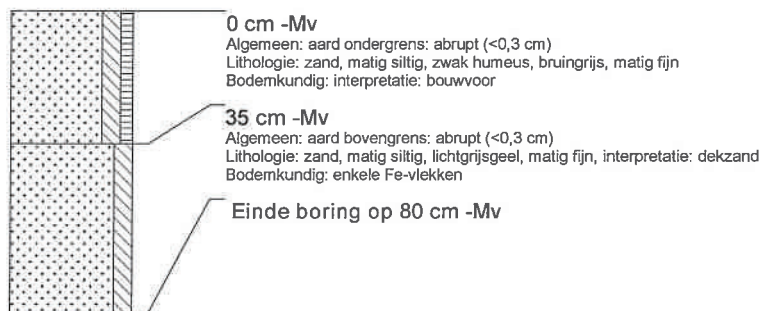 0 cm -Mv
Algemeen: aard ondergrens: abrupt (<0,3 cm)
Lithologie: zand, matig siltig, zwak humeus, bruingrijs, matig fijn
Bodemkundig: interpretatie: bouwvoor
35 cm -Mv
Algemeen: aard bovengrens: abrupt (<0,3 cm)
Lithologie: zand, matig siltig, lichtgrijsgeel, matig fijn, interpretatie: dekzand
Bodemkundig: enkele Fe-vlekken
Einde boring op 80 cm -Mv